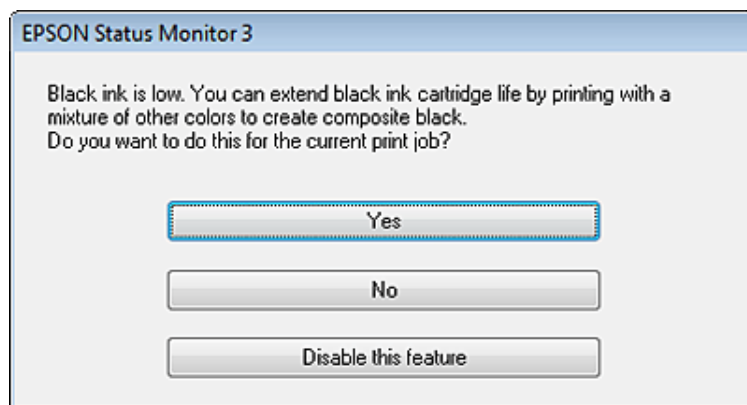 EPSON Status Monitor 3
Black ink is low. You can extend black ink cartridge life by printing with a
mixture of other colors to create composite black.
Do you want to do this for the current print job?
Yes
No
Disable this feature